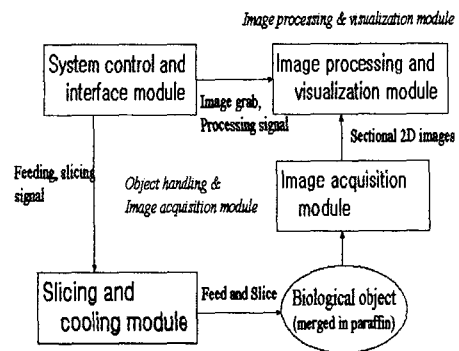 Image processing & visualization module
System control and
interface module
Image processing and
visualization module
Image grab,
Processing signal
Sectional 2D images
Feeding, slicing
signal
Object handling &
Image acquisition module
Image acquisition
module
Slicing and
cooling module
Feed and Slice
Biological object
(merged in paraffin)